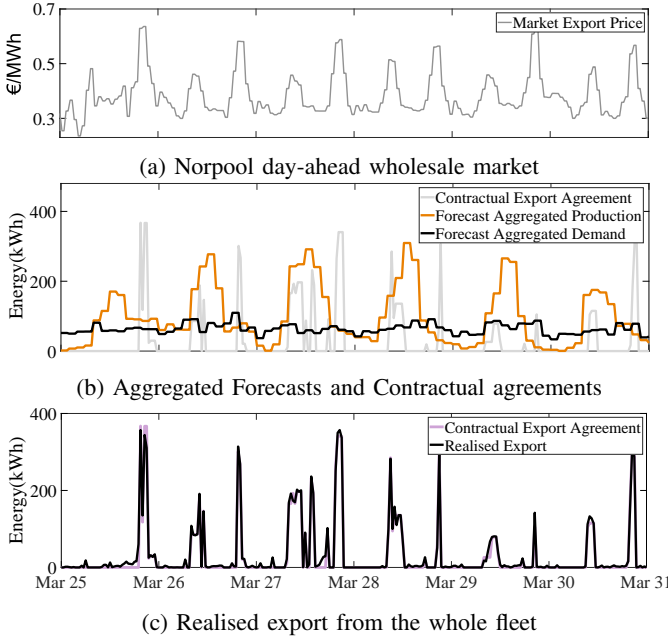 0.7
0.5
0.3
€/MWh
Market Export Price
(a) Norpool day-ahead wholesale market
400
200
0
Energy(kWh)
Contractual Export Agreement
Forecast Aggregated Production
Forecast Aggregated Demand
(b) Aggregated Forecasts and Contractual agreements
400
200
0
Energy(kWh)
Contractual Export Agreement
Realised Export
Mar 25 Mar 26 Mar 27 Mar 28 Mar 29 Mar 30 Mar 31
(c) Realised export from the whole fleet